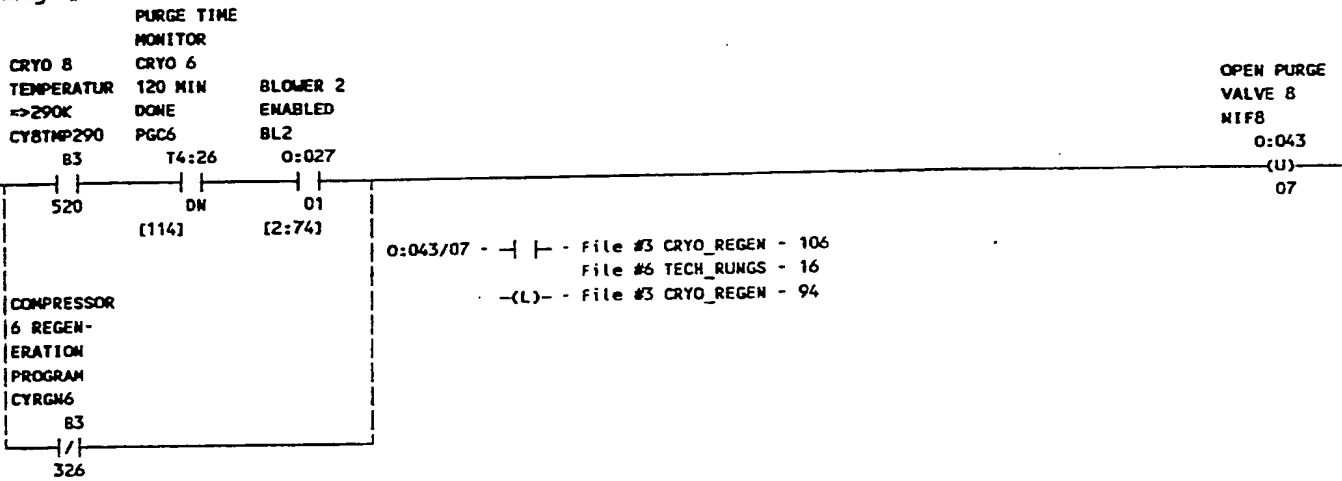 PURGE TIME
MONITOR
CRYO 8 CRYO 6 OPEN PURGE
TEMPERATUR 120 MIN BLOWER 2 VALVE 8
=>290K DONE ENABLED NIF8
CY8TMP290 PGC6 BL2 O:043
B3 T4:26 O:027
(U)
520 DN 01 07
[114] [2:74]
O:043/07 - -| |- - File #3 CRYO_REGEN - 106
File #6 TECH_RUNGS - 16
-(L)- - File #3 CRYO_REGEN - 94
COMPRESSOR
6 REGEN-
ERATION
PROGRAM
CYRGN6
B3
326